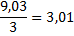 9,03/3 = 3,01